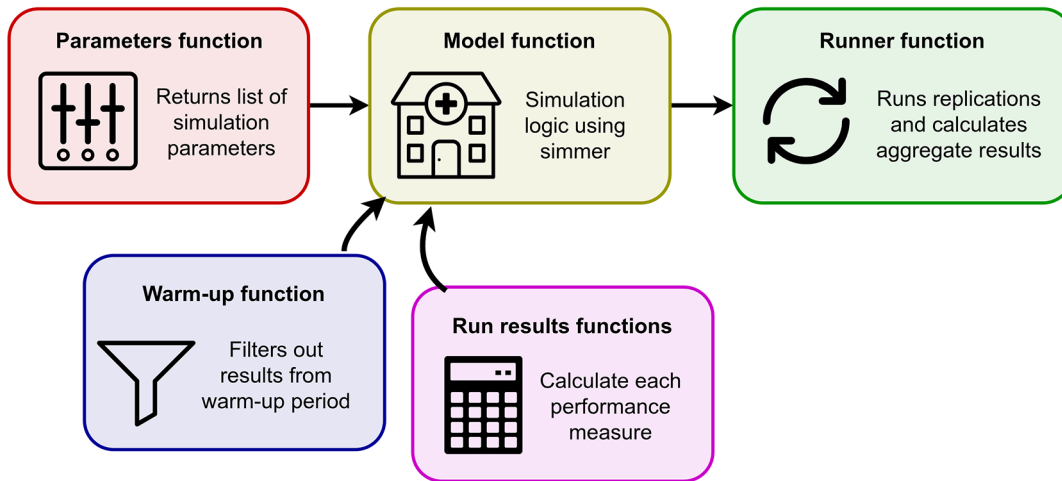 Parameters function
Returns list of
simulation
parameters
Model function
Simulation
logic using
simmer
Runner function
Runs replications
and calculates
aggregate results
Warm-up function
Filters out
results from
warm-up period
Run results functions
Calculate each
performance
measure